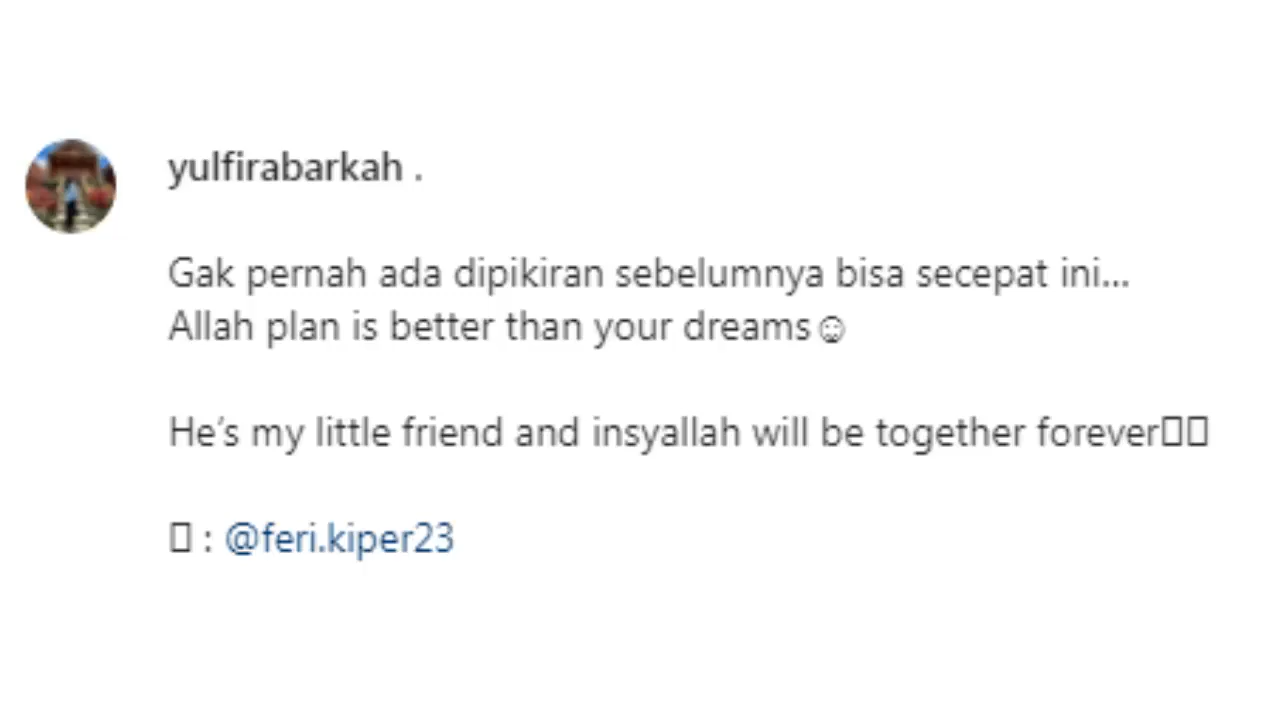 yulfirabarkah .
Gak pernah ada dipikiran sebelumnya bisa secepat ini...
Allah plan is better than your dreams☺
He’s my little friend and insyallah will be together forever▯▯
▯ : @feri.kiper23